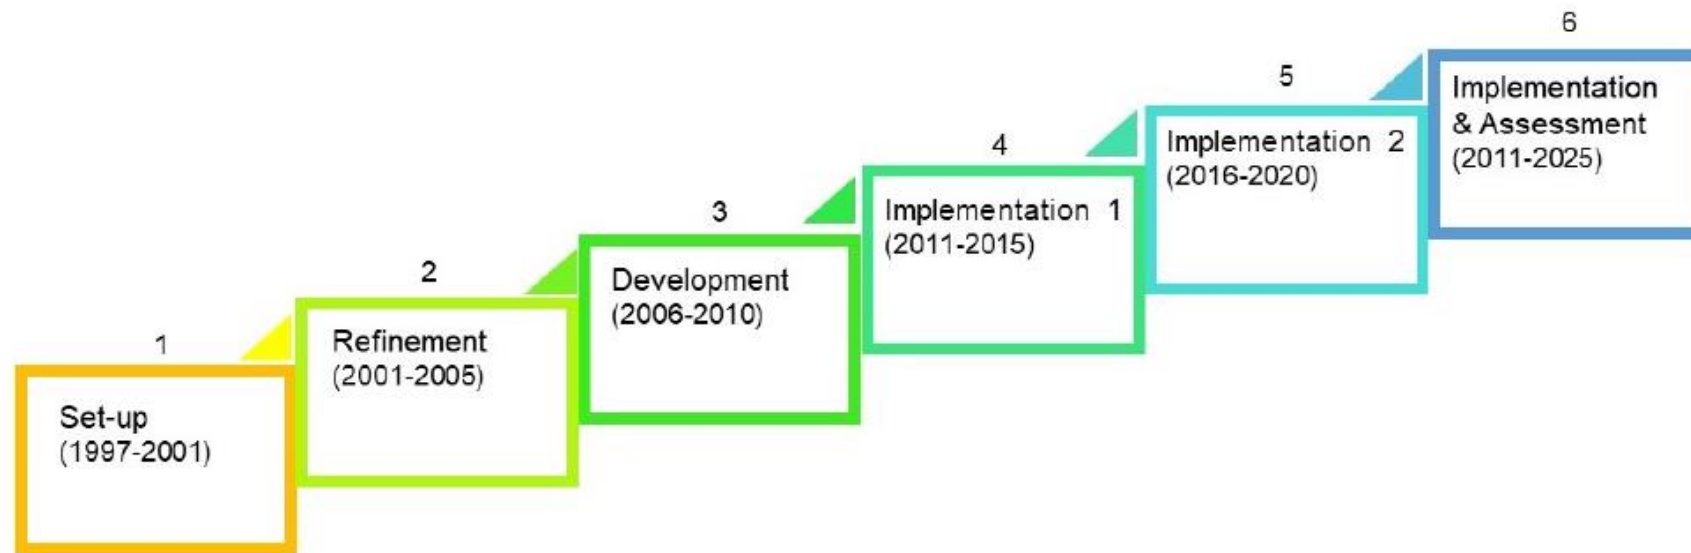 1
Set-up
(1997-2001)
2
Refinement
(2001-2005)
3
Development
(2006-2010)
4
Implementation 1
(2011-2015)
5
Implementation 2
(2016-2020)
6
Implementation
& Assessment
(2011-2025)